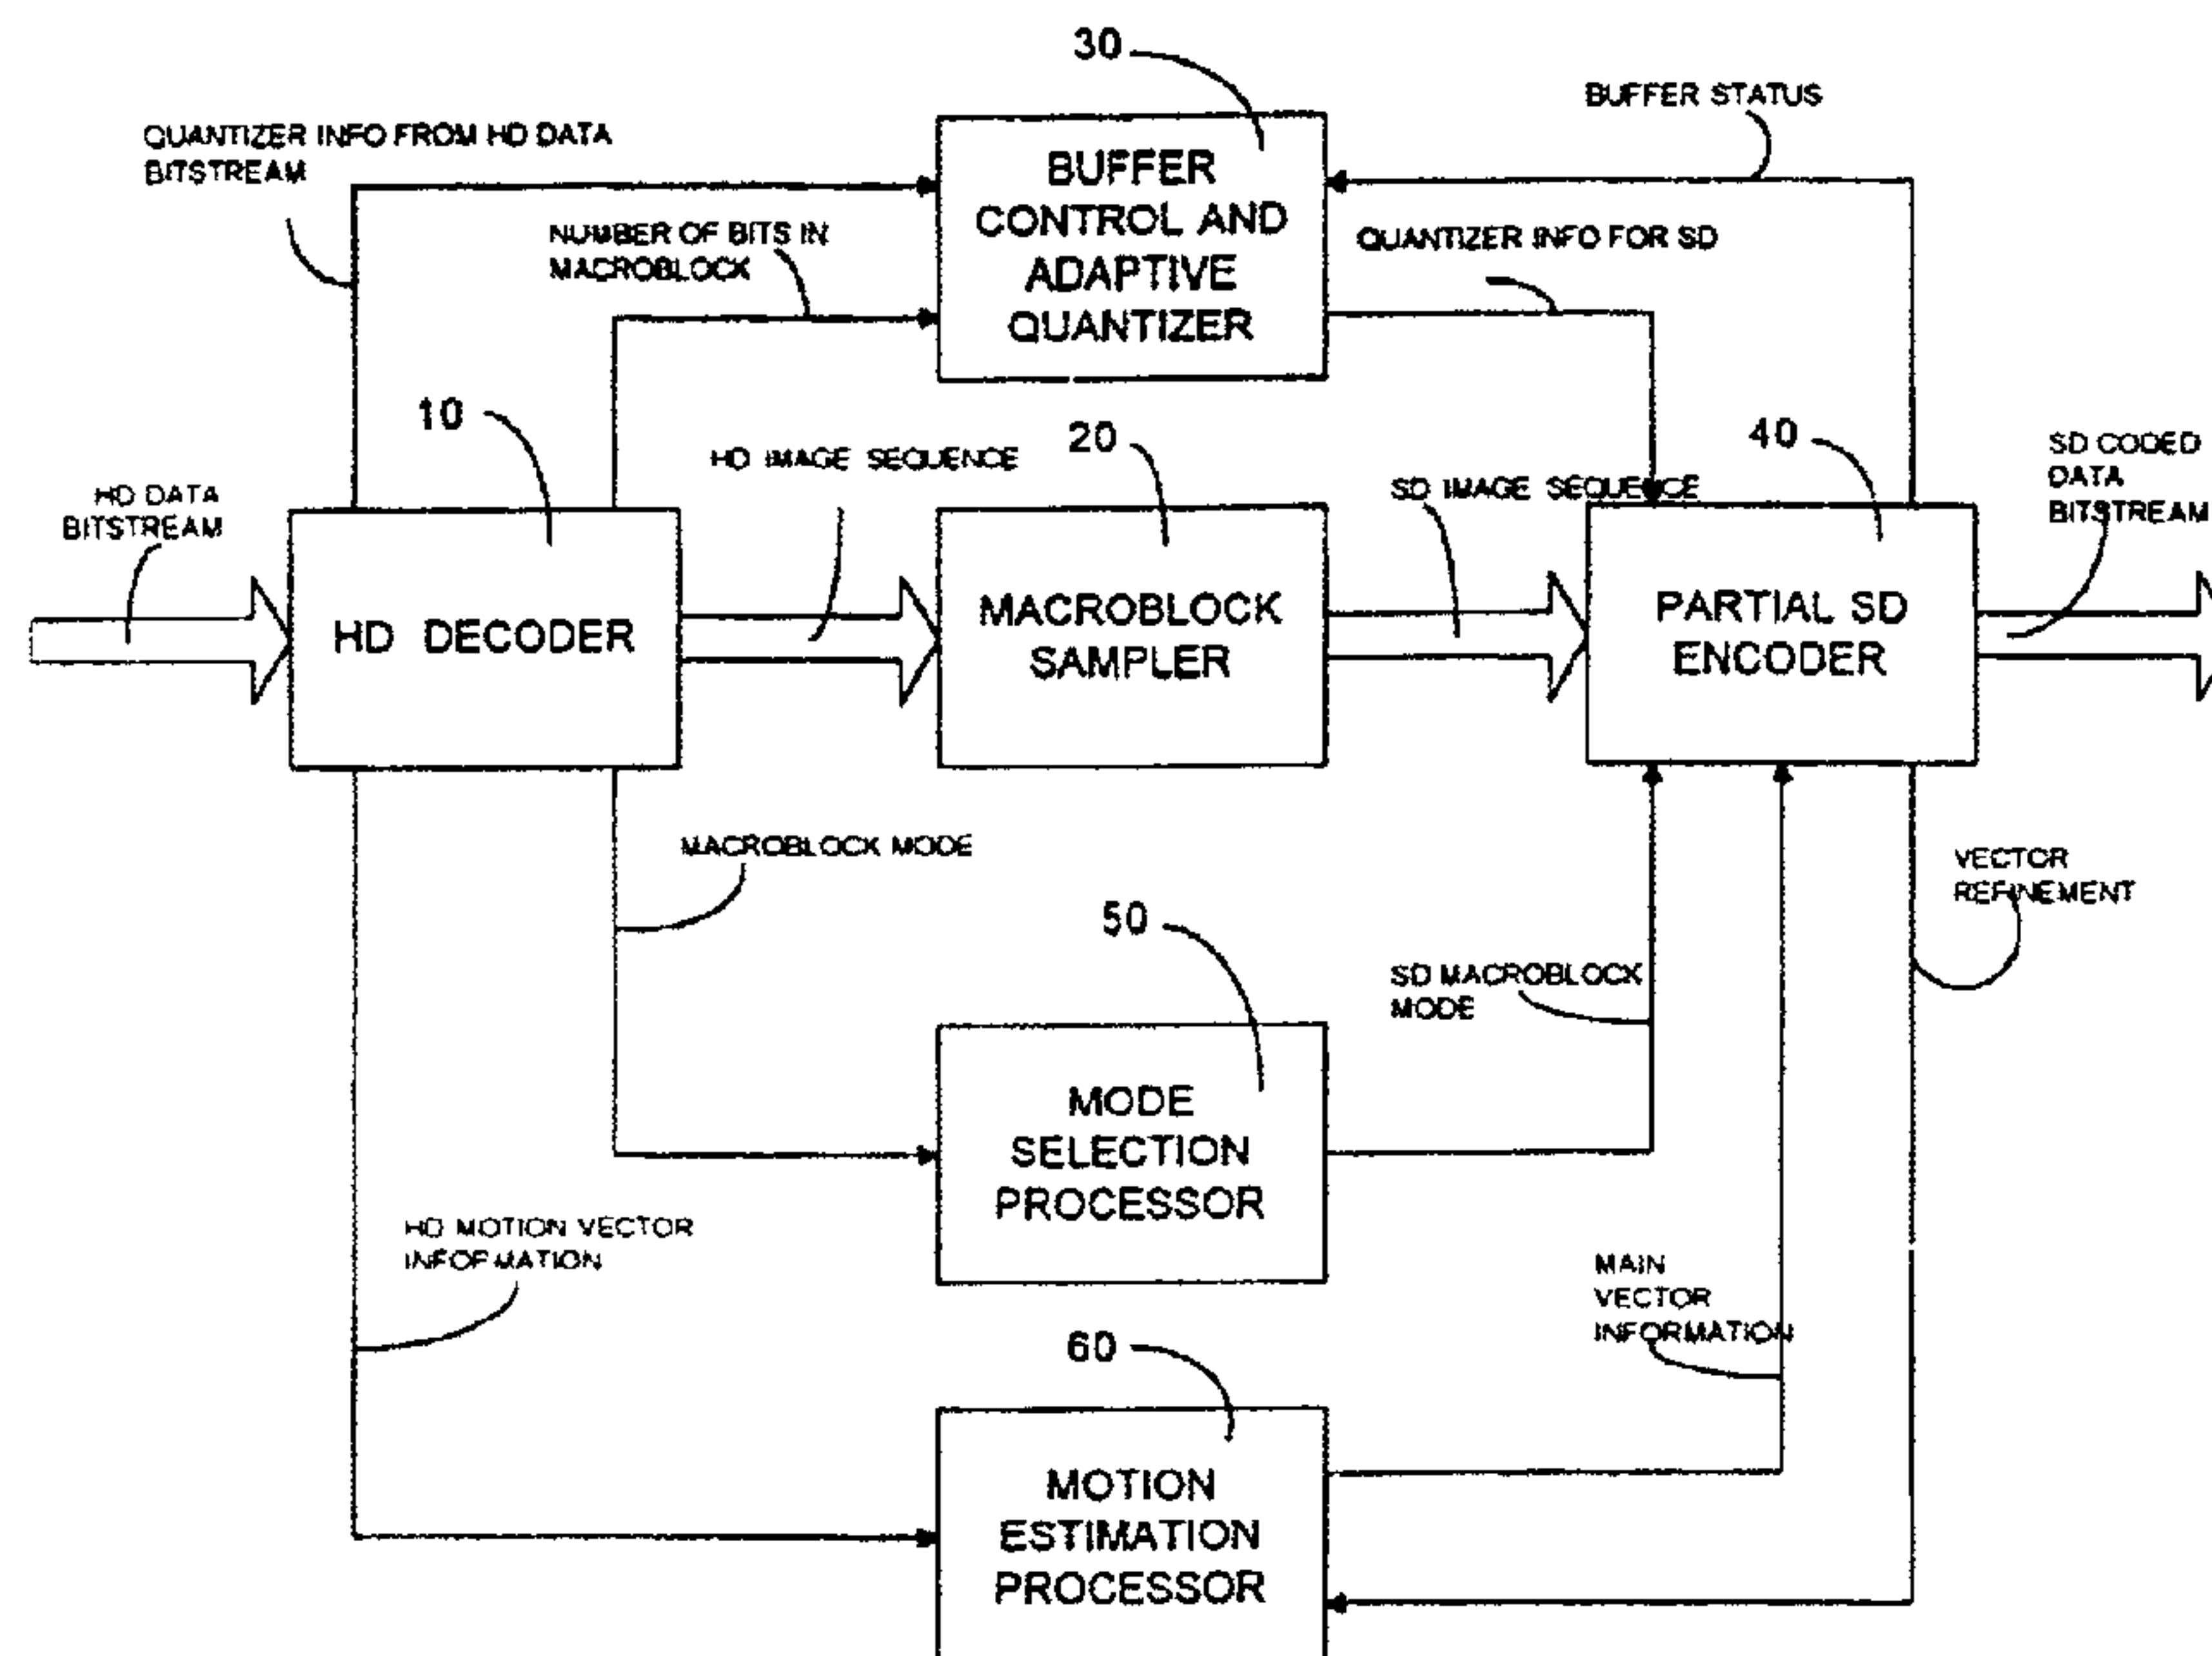 30
BUFFER STATUS
QUANTIZER INFO FROM HD DATA
BITSTREAM
BUFFER
CONTROL AND
ADAPTIVE
QUANTIZER
NUMBER OF BITS IN
MACROBLOCK
QUANTIZER INFO FOR SD
10
HD IMAGE SEQUENCE
20
SD IMAGE SEQUENCE
40
SD CODED
DATA
BITSTREAM
HD DATA
BITSTREAM
HD DECODER
MACROBLOCK
SAMPLER
PARTIAL SD
ENCODER
MACROBLOCK MODE
VECTOR
REFINEMENT
50
SD MACROBLOCK
MODE
MODE
SELECTION
PROCESSOR
HD MOTION VECTOR
INFORMATION
MAIN
VECTOR
INFORMATION
60
MOTION
ESTIMATION
PROCESSOR